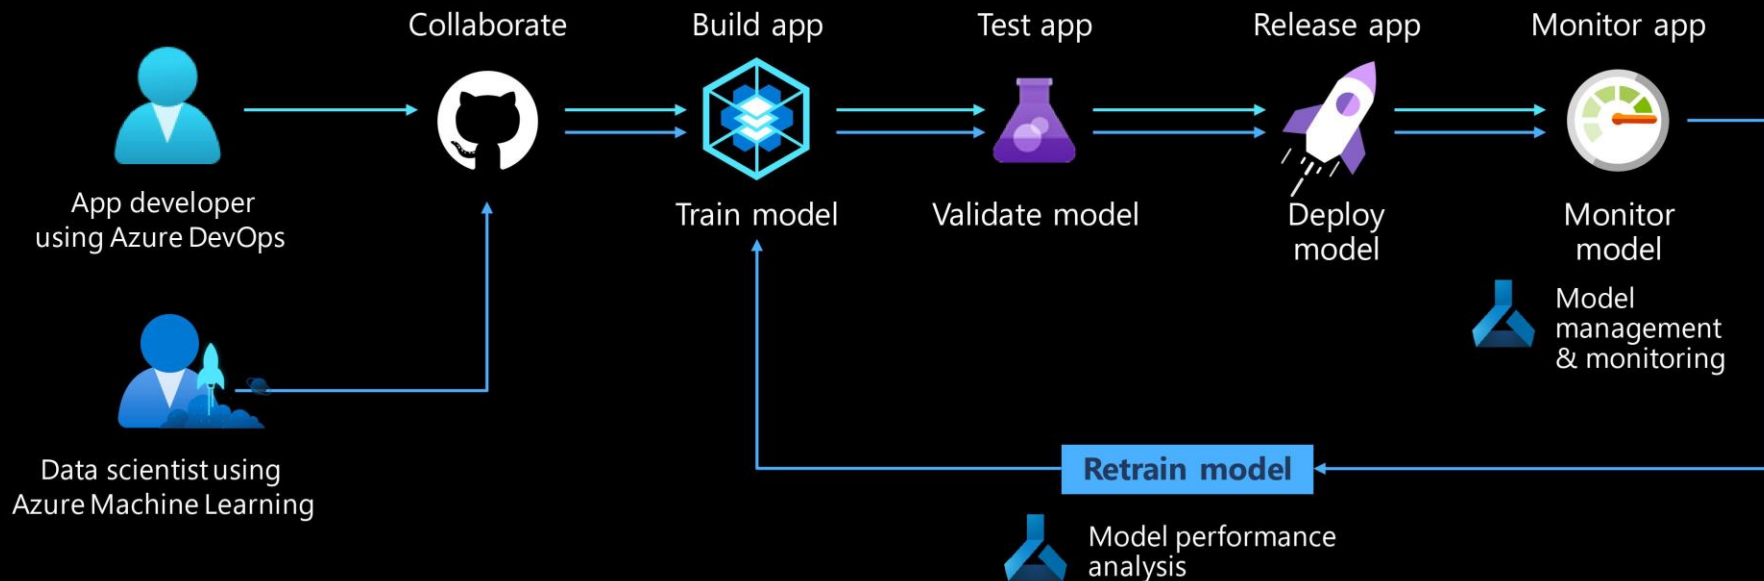 Collaborate
Build app
Test app
Release app
Monitor app
App developer
using Azure DevOps
Train model
Validate model
Deploy
model
Monitor
model
Model
management
& monitoring
Data scientist using
Azure Machine Learning
Retrain model
Model performance
analysis